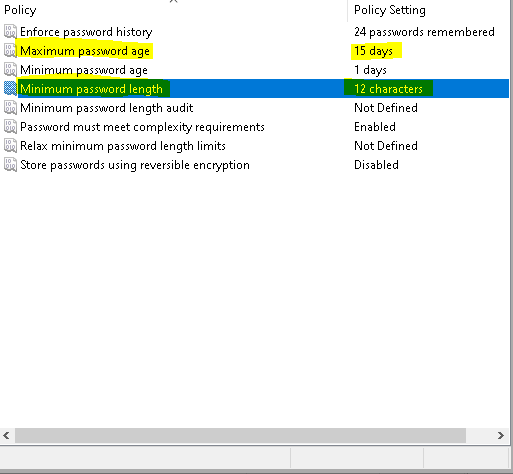 Policy Policy Setting
Enforce password history 24 passwords remembered
Maximum password age 15 days
Minimum password age 1 days
Minimum password length 12 characters
Minimum password length audit Not Defined
Password must meet complexity requirements Enabled
Relax minimum password length limits Not Defined
Store passwords using reversible encryption Disabled